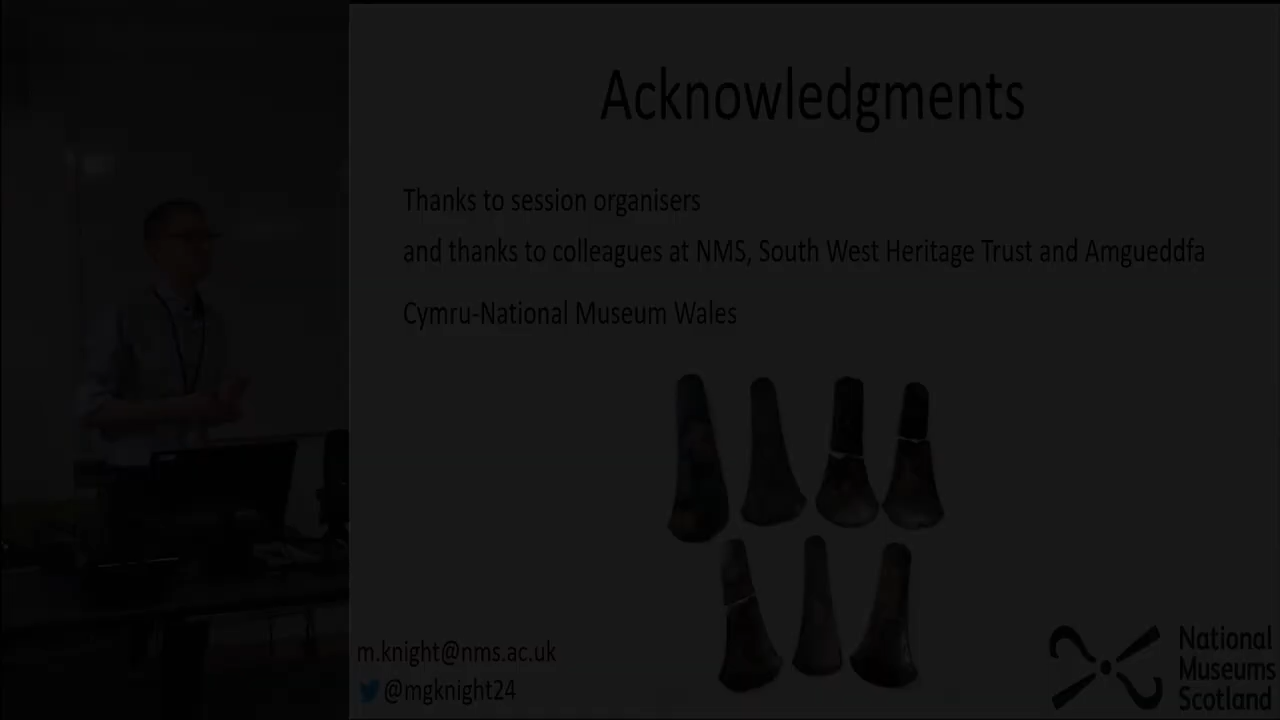 Acknowledgments
Thanks to session organisers
and thanks to colleagues at NMS, South West Heritage Trust and Amgueddfa
Cymru-National Museum Wales
m.knight@nms.ac.uk
@mgknight24
National
Museums
Scotland